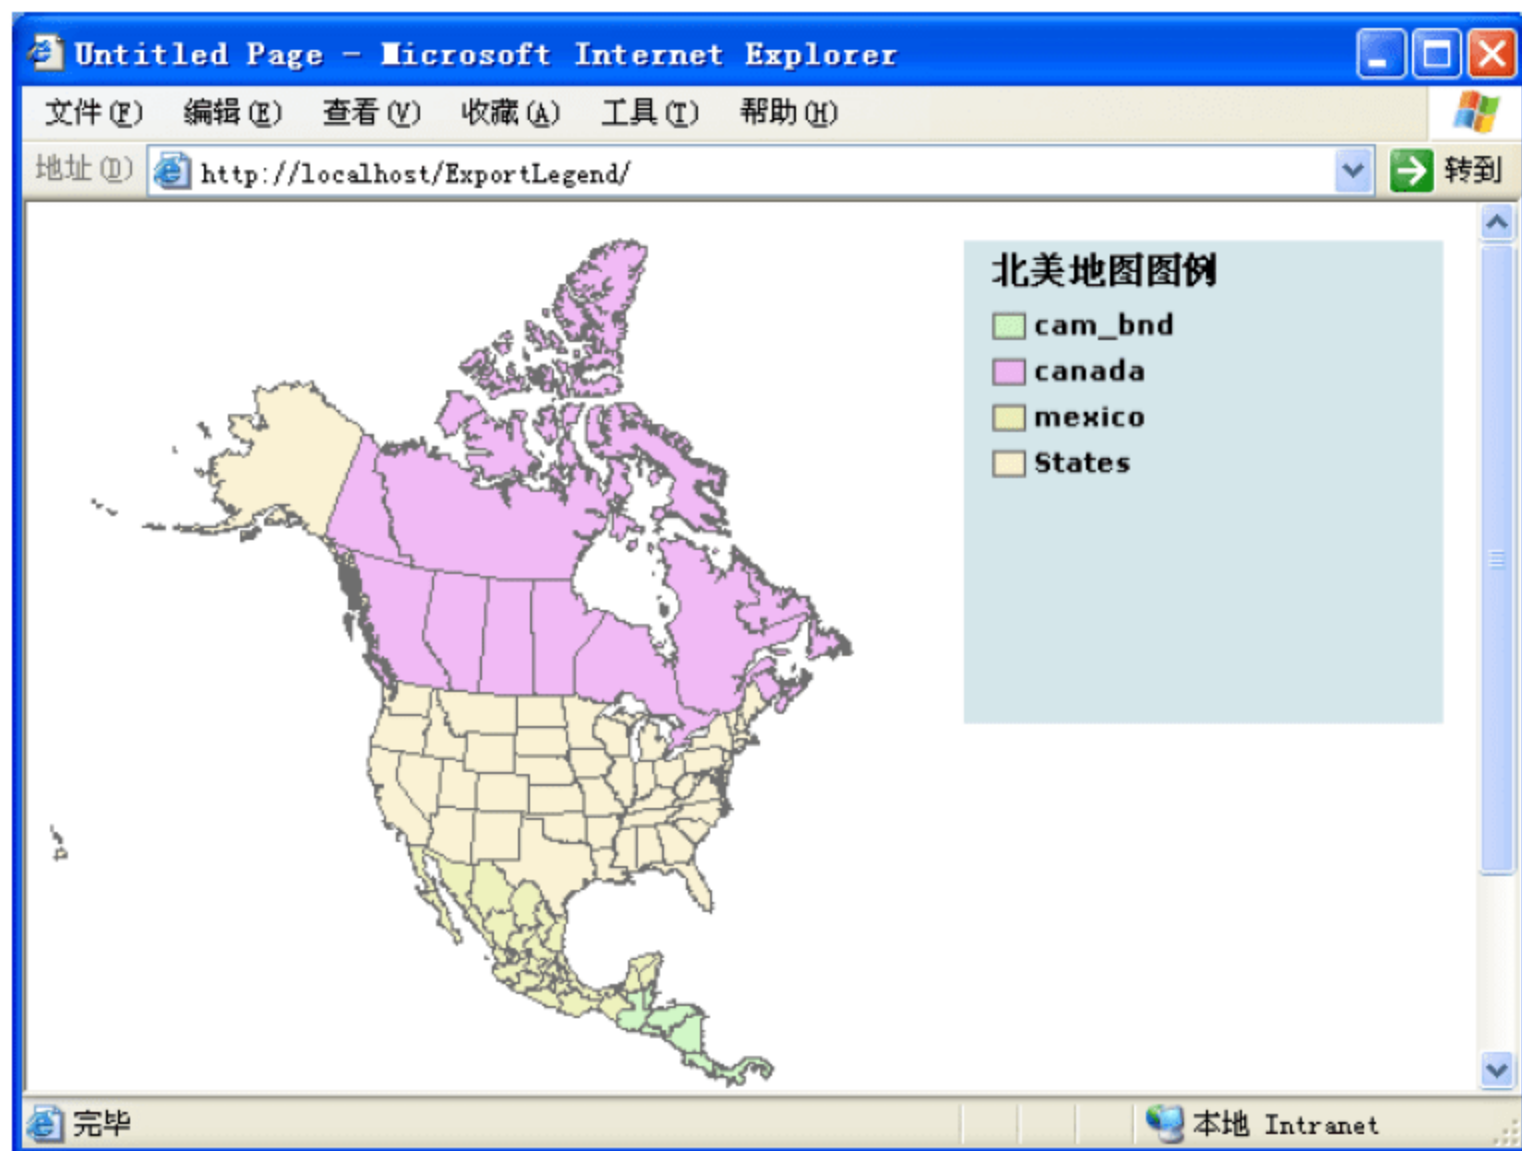 Untitled Page - Microsoft Internet Explorer
文件(F) 编辑(E) 查看(V) 收藏(A) 工具(T) 帮助(H)
地址(D) http://localhost/ExportLegend/ 转到
北美地图图例
cam_bnd
canada
mexico
States
完毕 本地 Intranet